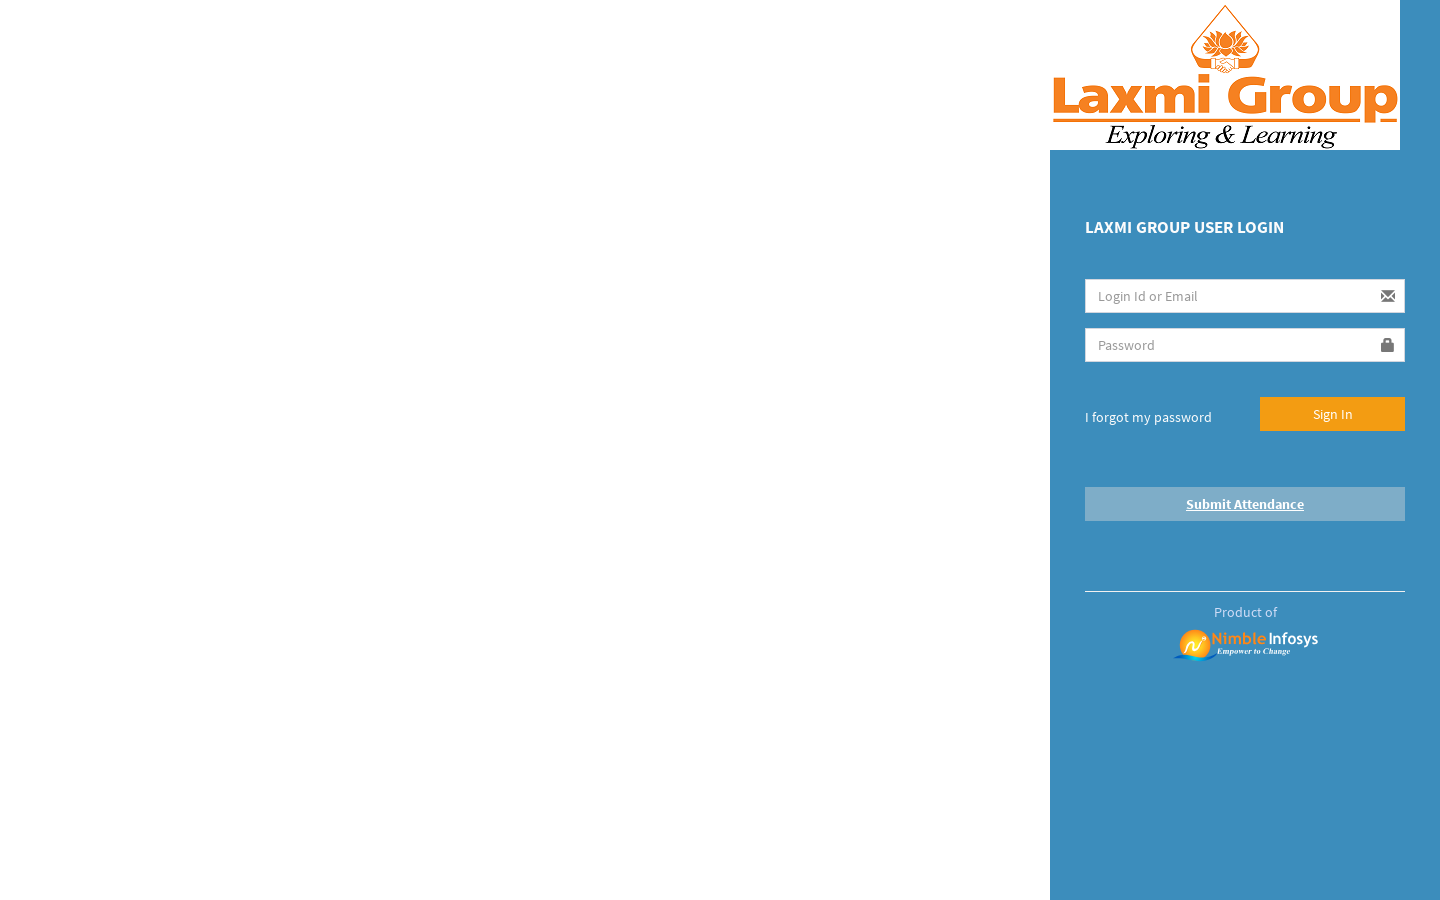 Laxmi Group
Exploring & Learning
LAXMI GROUP USER LOGIN
Login Id or Email
Password
I forgot my password
Sign In
Submit Attendance
Product of
Nimble Infosys
Empower to Change